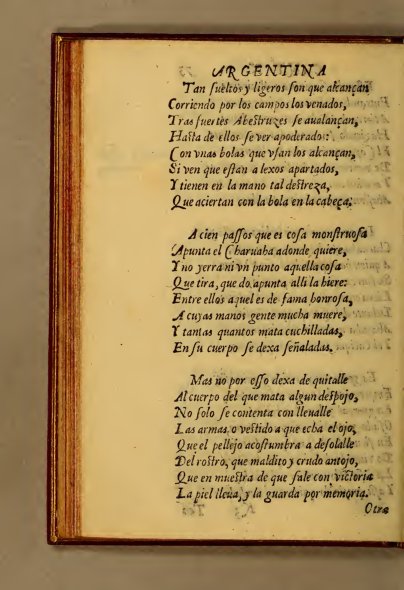 ARGENTINA
Tan sueltos y ligeros son que alcançan
Corriendo por los campos los venados,
Tras fuertes Abestruzes se aualançan,
Hasta de ellos se ver apoderados:
Con vnas bolas que vsan los alcançan,
Si ven que estan a lexos apartados,
Y tienen en la mano tal destreza,
Que aciertan con la bola en la cabeça.
A cien passos que es cosa monstruosa
Apunta el Charuaha adonde quiere,
Y no yerra ni vn punto aquella cosa
Que tira, que do apunta alli la hiere:
Entre ellos aquel es de fama honrosa,
A cuyas manos gente mucha muere,
Y tantas quantos mata cuchilladas,
En su cuerpo se dexa señaladas.
Mas no por esso dexa de quitalle
Al cuerpo del que mata algun despojo,
No solo se contenta con lleualle
Las armas, o vestido a que echa el ojo,
Que el pellejo acostumbra a desolalle
Del rostro, que maldito y crudo antojo,
Que en muestra de que sale con victoria
La piel lleua, y la guarda por memoria.
Otra